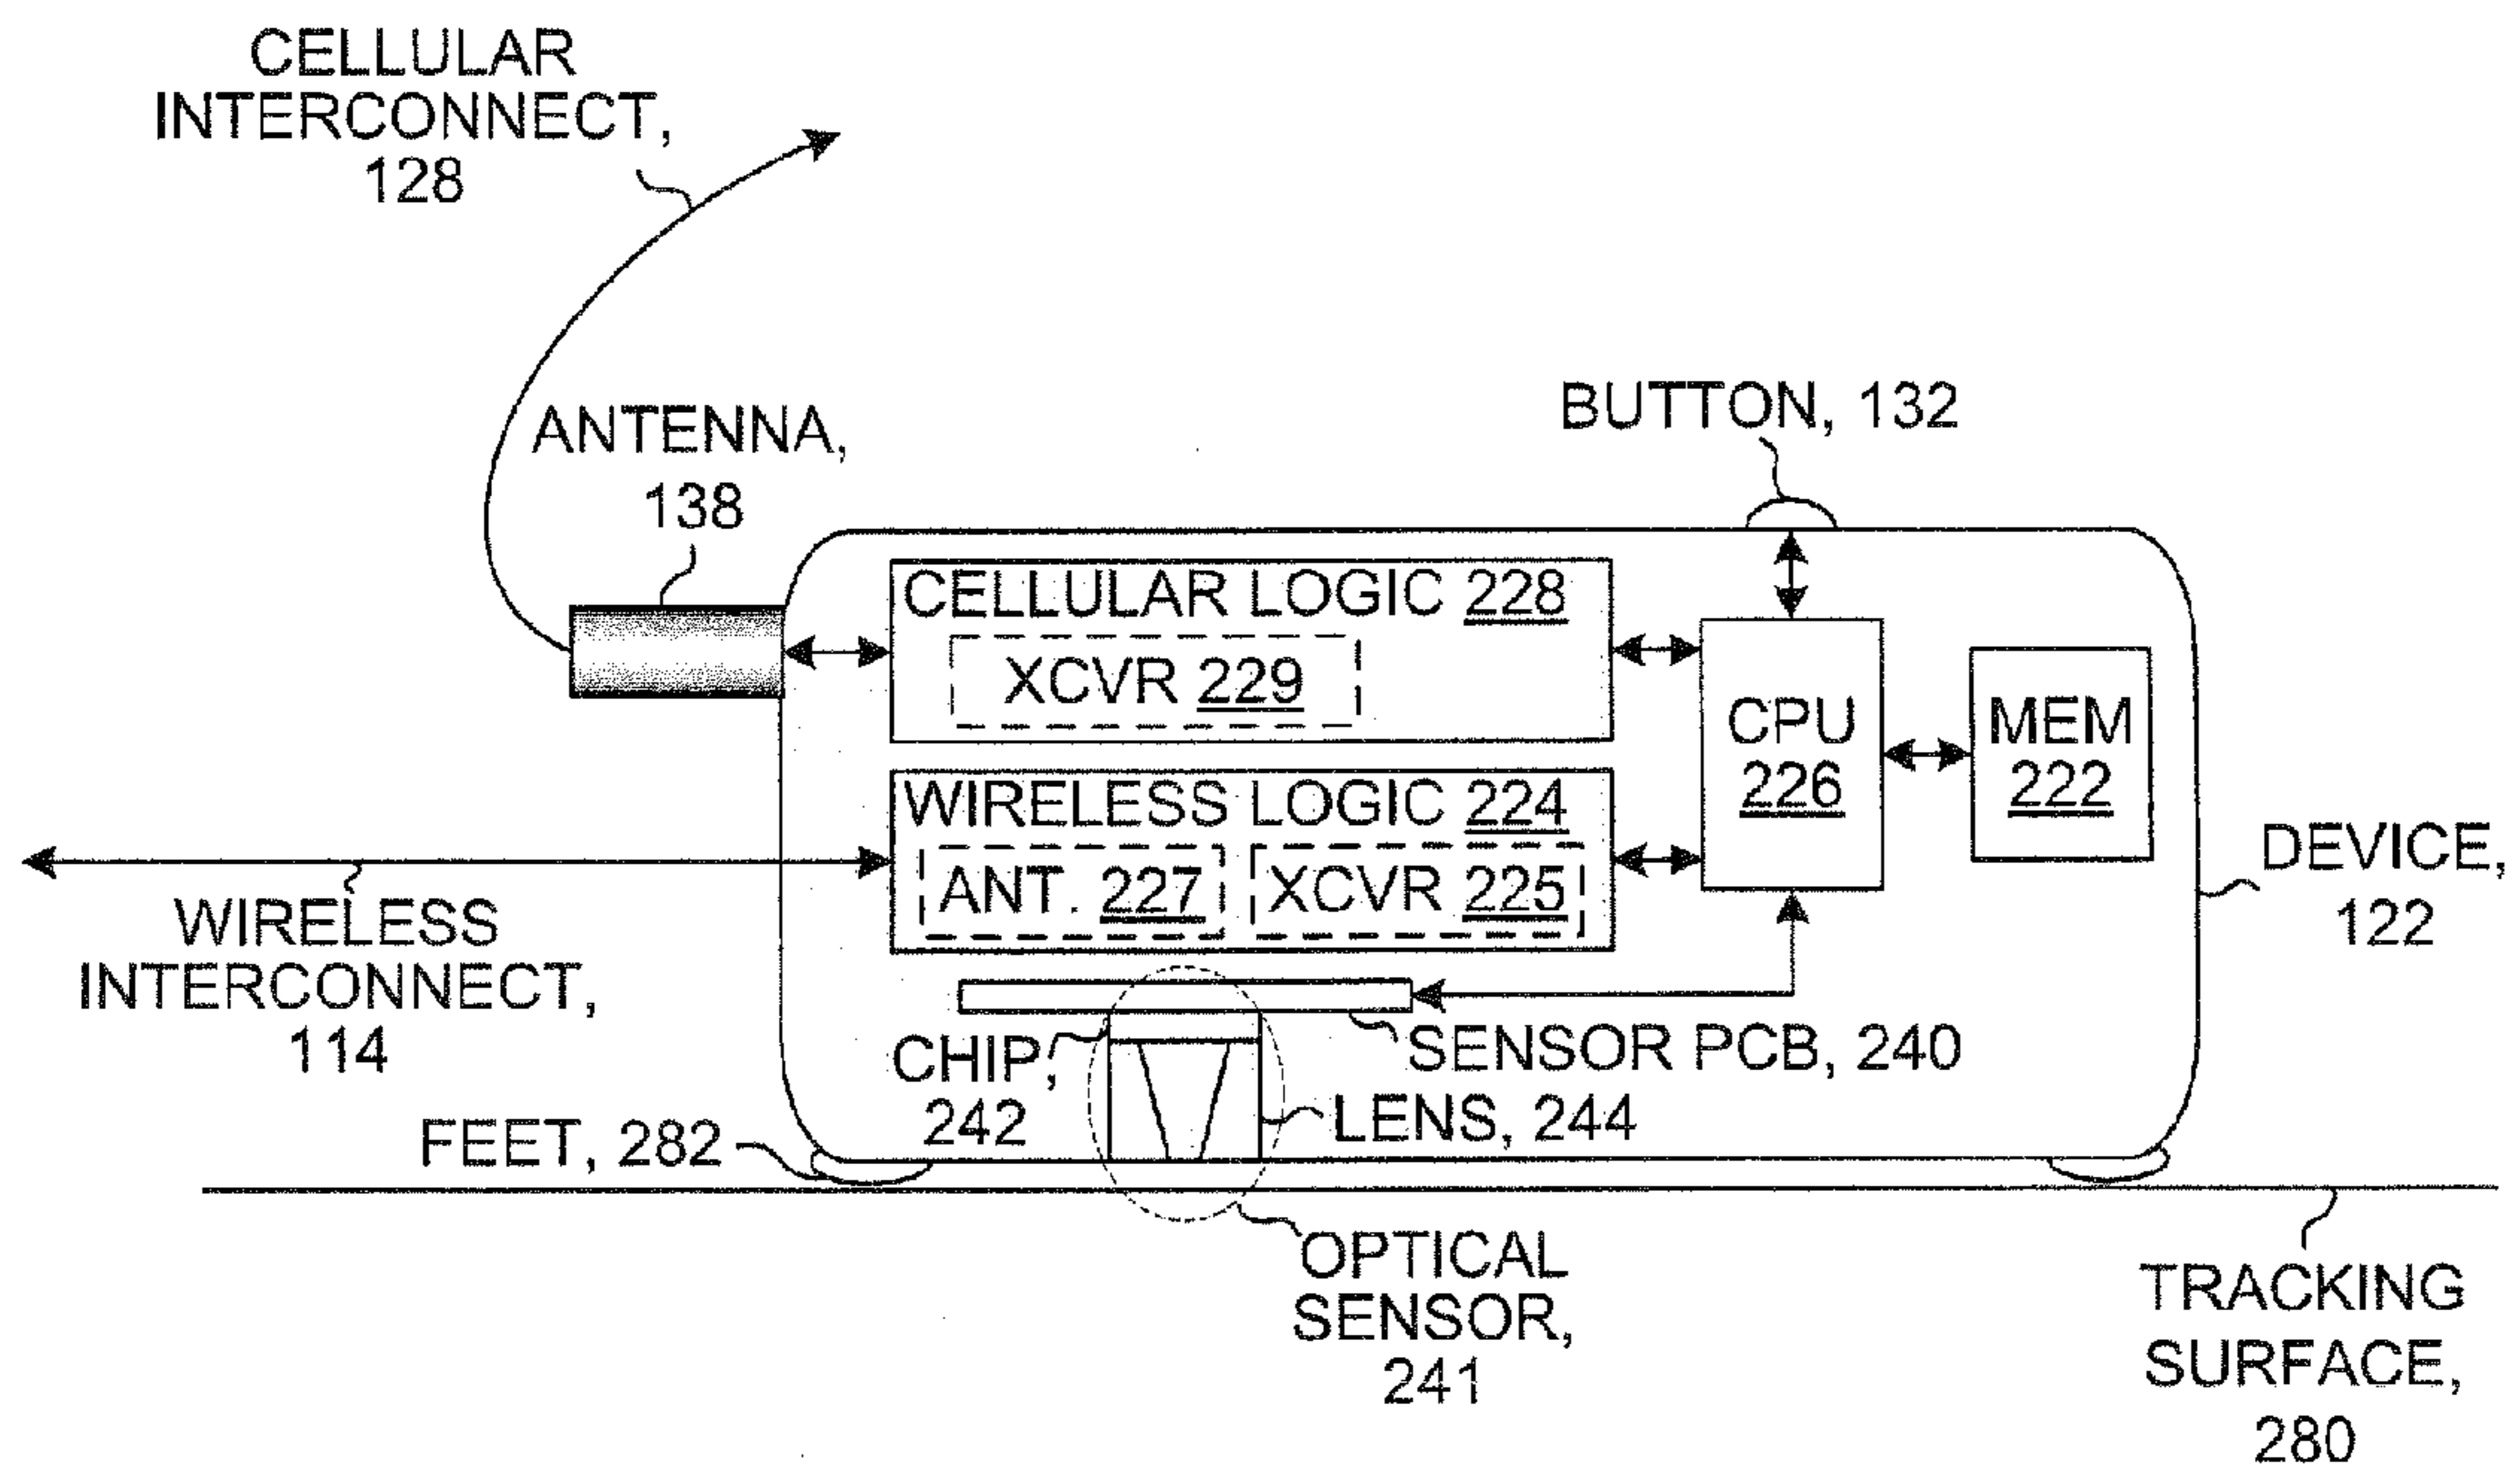 CELLULAR
INTERCONNECT,
128
ANTENNA,
138
BUTTON, 132
CELLULAR LOGIC 228
XCVR 229
CPU
226
MEM
222
WIRELESS LOGIC 224
ANT. 227
XCVR 225
DEVICE,
122
WIRELESS
INTERCONNECT,
114
CHIP,
242
SENSOR PCB, 240
LENS, 244
FEET, 282
OPTICAL
SENSOR,
241
TRACKING
SURFACE,
280